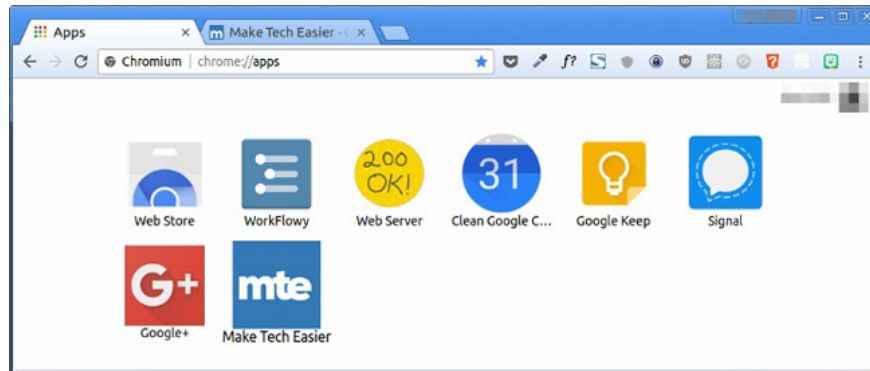 Apps
Make Tech Easier - C
Chromium | chrome://apps
f?
S
31
200
OK!
Web Store WorkFlowy Web Server Clean Google C... Google Keep Signal
G+ mte
Google+ Make Tech Easier